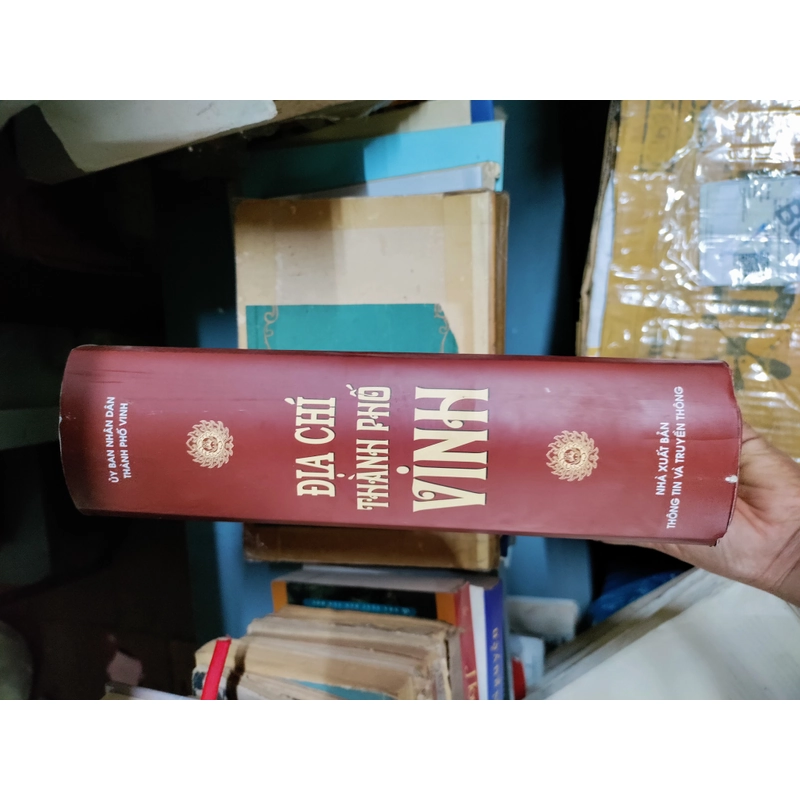 ỦY BAN NHÂN DÂN
THÀNH PHỐ VINH
ĐỊA CHÍ
THÀNH PHỐ
VINH
NHÀ XUẤT BẢN
THÔNG TIN VÀ TRUYỀN THÔNG